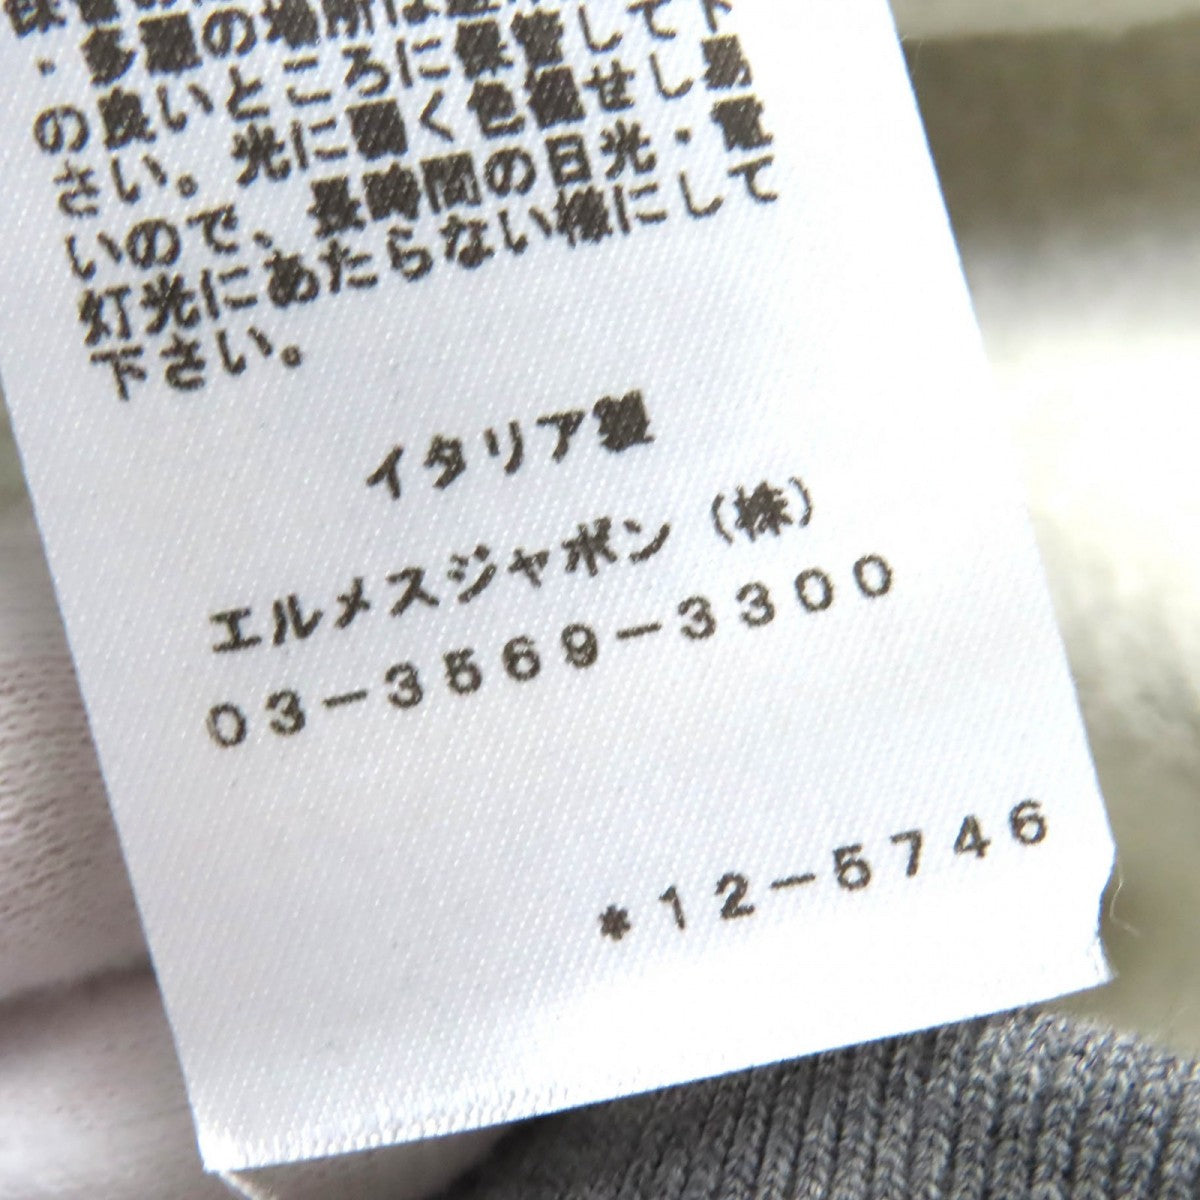 ・多湿の場所は避
の良いところに保管して下
さい。光に弱く色褪せし易
いので、長時間の日光・電
灯光にあたらない様にして
下さい。
イタリア製
エルメスジャポン（株）
０３－３５６９－３３００
＊１２－５７４６